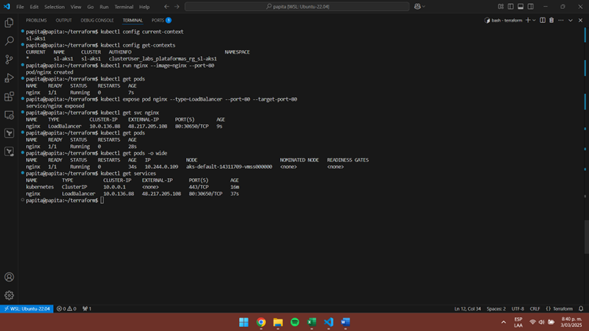 File Edit Selection View Go Run Terminal Help
papita [WSL: Ubuntu-22.04]
PROBLEMS OUTPUT DEBUG CONSOLE TERMINAL PORTS
bash - terraform
papita@papita:~/terraform$ kubectl config current-context
sl-aks1
papita@papita:~/terraform$ kubectl config get-contexts
CURRENT NAME CLUSTER AUTHINFO NAMESPACE
* sl-aks1 sl-aks1
papita@papita:~/terraform$ kubectl run nginx --image=nginx --port=80
pod/nginx created
papita@papita:~/terraform$ kubectl get pods
NAME READY STATUS RESTARTS AGE
nginx 1/1 Running 0 7s
papita@papita:~/terraform$ kubectl expose pod nginx --type=LoadBalancer --port=80 --target-port=80
service/nginx exposed
papita@papita:~/terraform$ kubectl get svc nginx
NAME TYPE CLUSTER-IP EXTERNAL-IP PORT(S) AGE
nginx LoadBalancer 10.0.136.88 48.217.205.108 80:30650/TCP 9s
papita@papita:~/terraform$ kubectl get pods
NAME READY STATUS RESTARTS AGE
nginx 1/1 Running 0 28s
papita@papita:~/terraform$ kubectl get pods -o wide
NAME READY STATUS RESTARTS AGE IP NODE NOMINATED NODE READINESS GATES
nginx 1/1 Running 0 34s 10.244.0.109 aks-default-14311709-vmss000000 <none> <none>
papita@papita:~/terraform$ kubectl get services
NAME TYPE CLUSTER-IP EXTERNAL-IP PORT(S) AGE
kubernetes ClusterIP 10.0.0.1 <none> 443/TCP 16m
nginx LoadBalancer 10.0.136.88 48.217.205.108 80:30650/TCP 37s
papita@papita:~/terraform$
WSL: Ubuntu-22.04 0 0 1 Ln 12, Col 34 Spaces: 2 UTF-8 CRLF Terraform
ESP
LAA
8:40 p. m.
3/03/2025